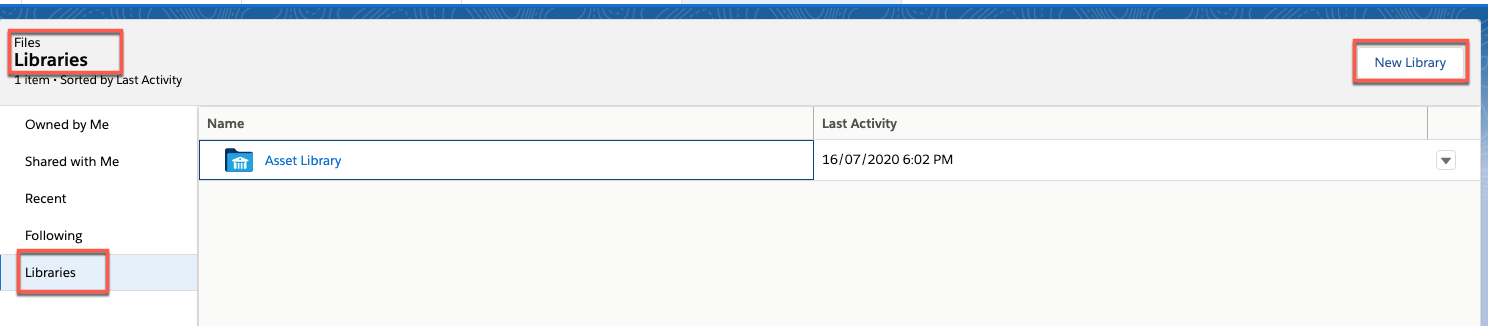 Files
Libraries
1 item • Sorted by Last Activity
New Library
Owned by Me
Shared with Me
Recent
Following
Libraries
Name
Last Activity
Asset Library
16/07/2020 6:02 PM